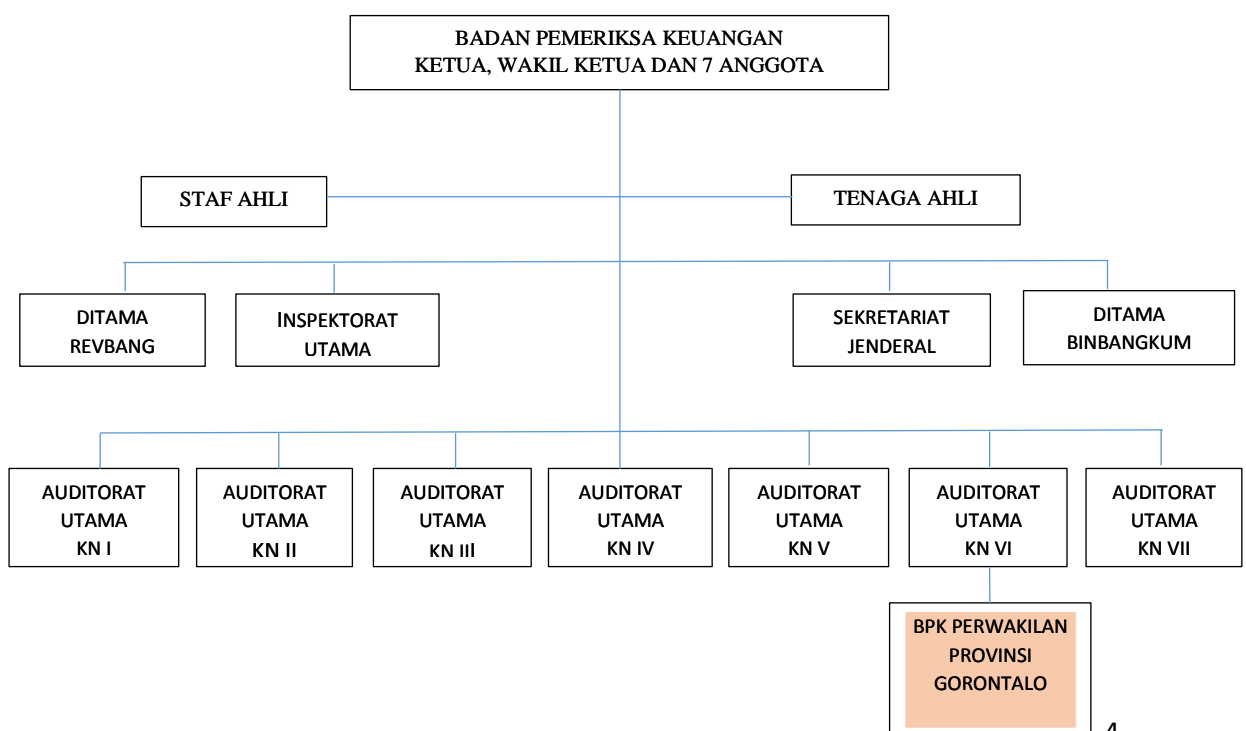 BADAN PEMERIKSA KEUANGAN
KETUA, WAKIL KETUA DAN 7 ANGGOTA
STAF AHLI
TENAGA AHLI
DITAMA
REVBANG
INSPEKTORAT
UTAMA
SEKRETARIAT
JENDERAL
DITAMA
BINBANGKUM
AUDITORAT
UTAMA
KN I
AUDITORAT
UTAMA
KN II
AUDITORAT
UTAMA
KN III
AUDITORAT
UTAMA
KN IV
AUDITORAT
UTAMA
KN V
AUDITORAT
UTAMA
KN VI
AUDITORAT
UTAMA
KN VII
BPK PERWAKILAN
PROVINSI
GORONTALO